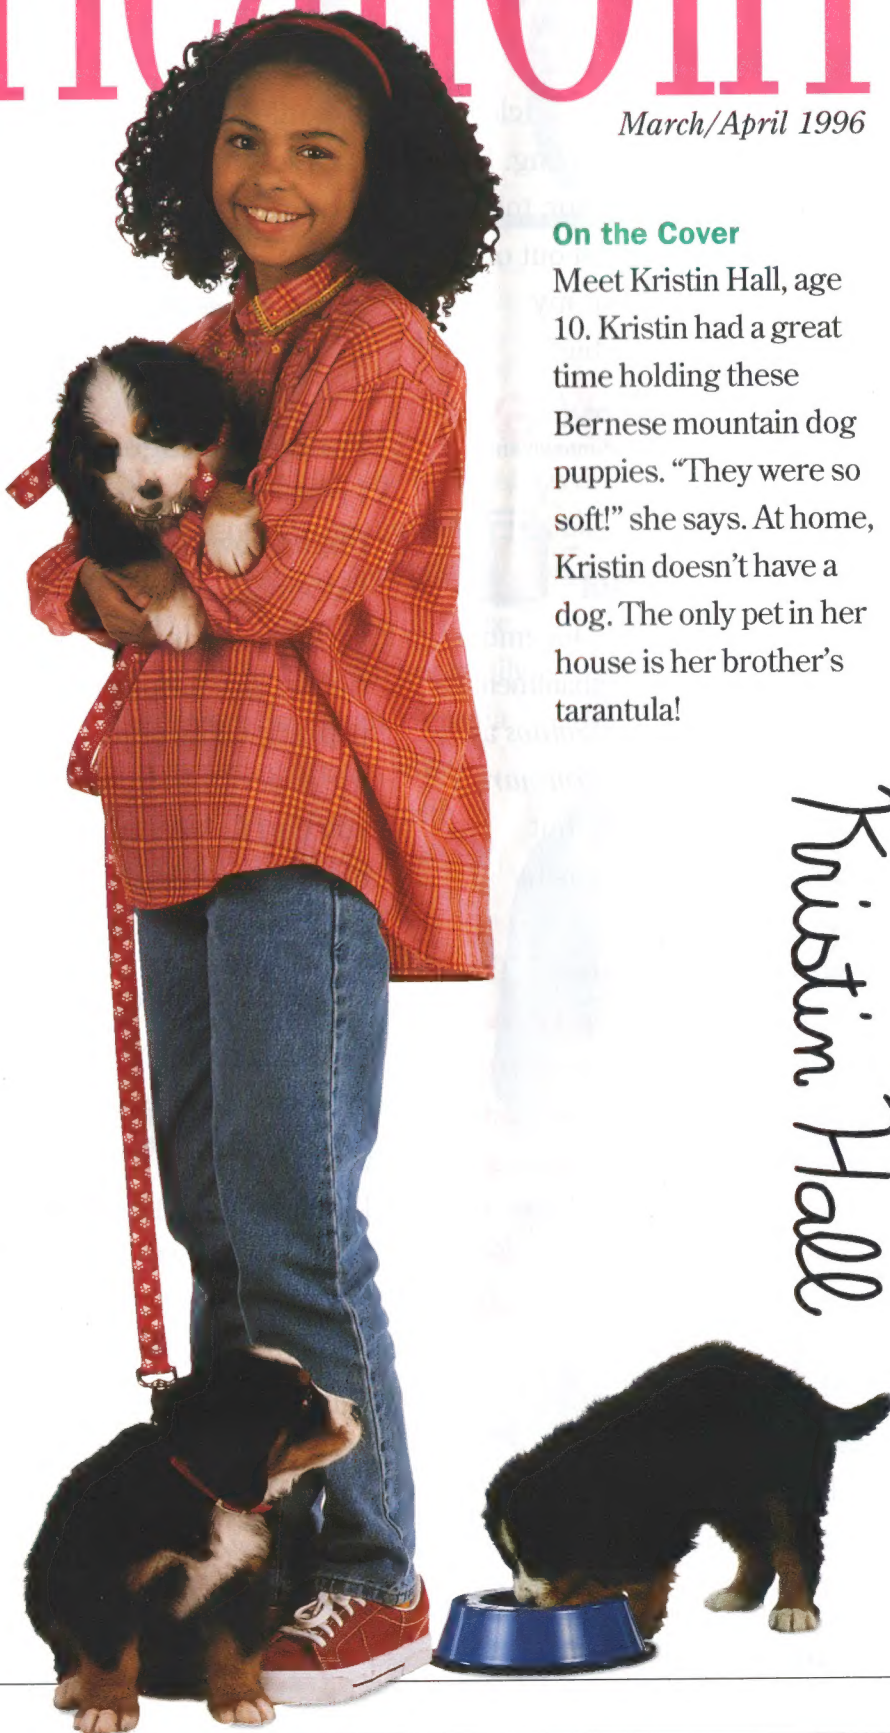 March/April 1996
On the Cover
Meet Kristin Hall, age
10. Kristin had a great
time holding these
Bernese mountain dog
puppies. “They were so
soft!” she says. At home,
Kristin doesn't have a
dog. The only pet in her
house is her brother's
tarantula!
Kristin Hall